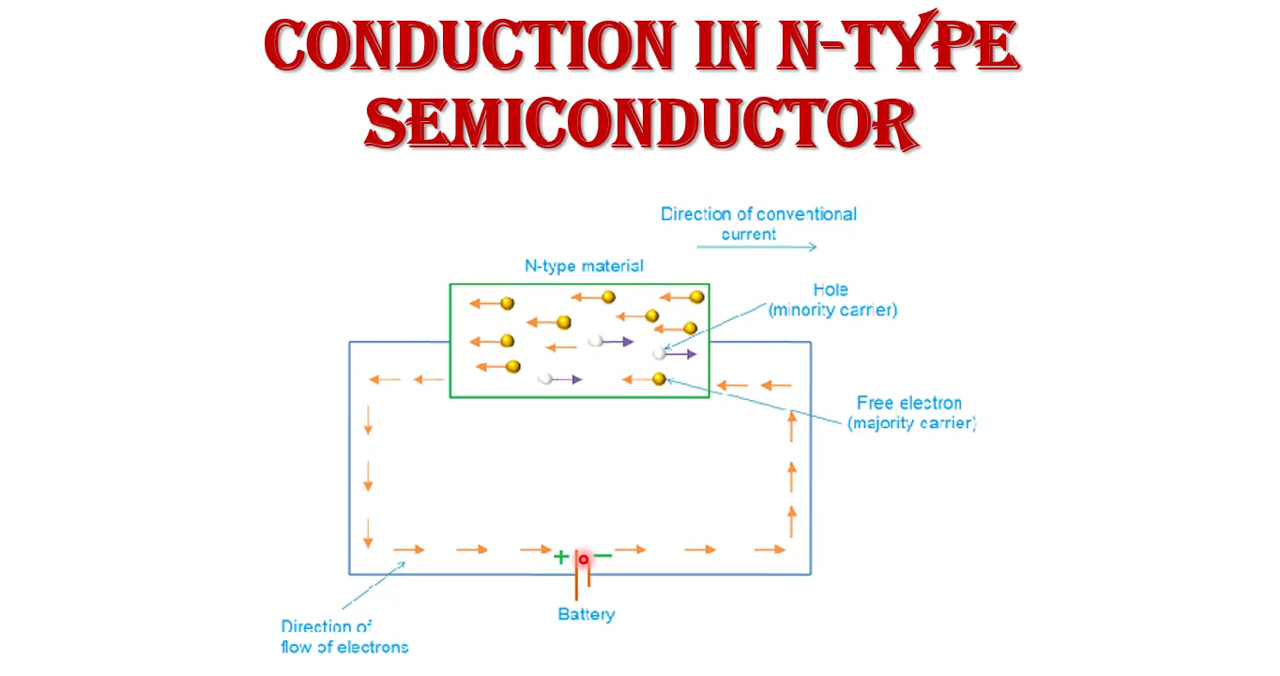 CONDUCTION IN N-TYPE
SEMICONDUCTOR
Direction of conventional
current
N-type material
Hole
(minority carrier)
Free electron
(majority carrier)
+ −
Battery
Direction of
flow of electrons